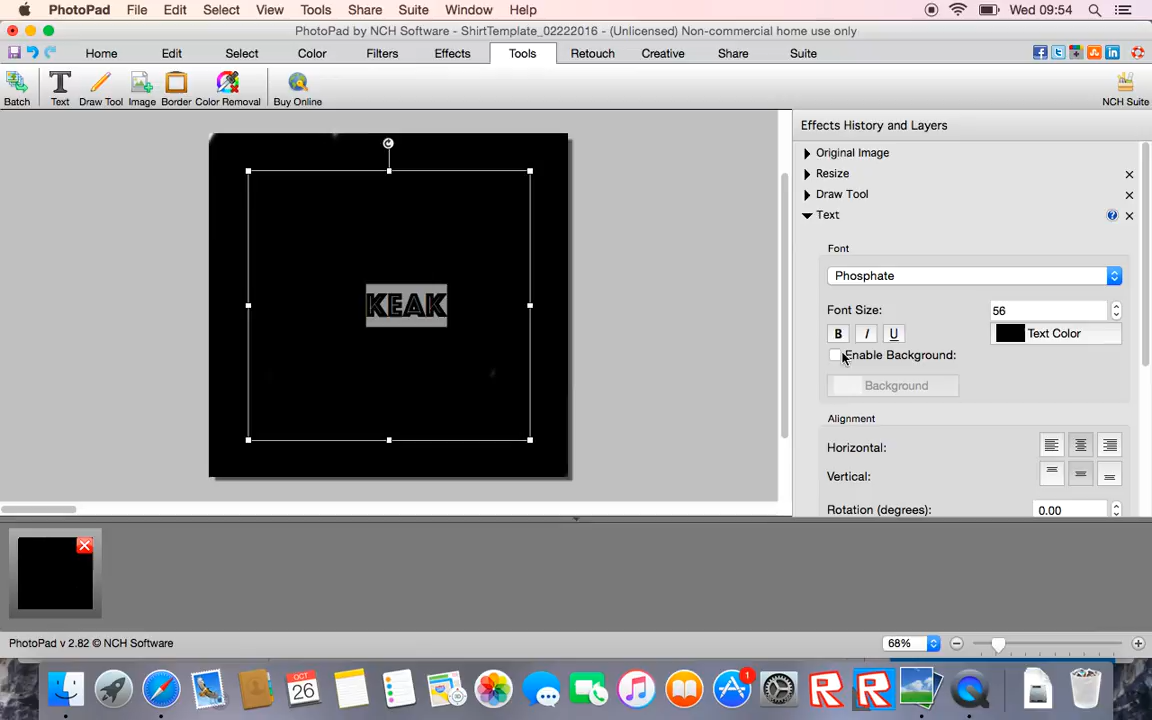 PhotoPad File Edit Select View Tools Share Suite Window Help Wed 09:54
PhotoPad by NCH Software - ShirtTemplate_02222016 - (Unlicensed) Non-commercial home use only
Home Edit Select Color Filters Effects Tools Retouch Creative Share Suite
Batch Text Draw Tool Image Border Color Removal Buy Online NCH Suite
Effects History and Layers
Original Image
Resize
Draw Tool
Text
Font
Phosphate
Font Size: 56
B I U Text Color
Enable Background:
Background
Alignment
Horizontal:
Vertical:
Rotation (degrees): 0.00
KEAK
68%
PhotoPad v 2.82 © NCH Software
OCT
26
1